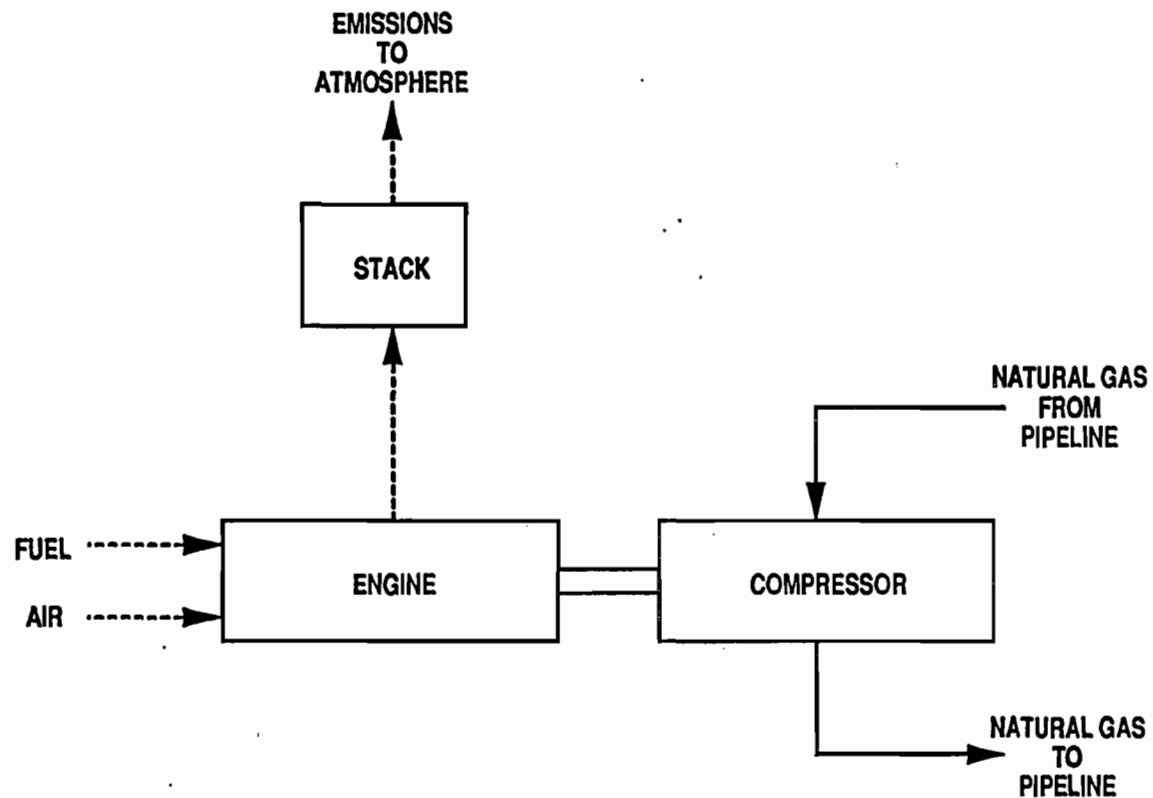 EMISSIONS
TO
ATMOSPHERE
STACK
NATURAL GAS
FROM
PIPELINE
FUEL
AIR
ENGINE
COMPRESSOR
NATURAL GAS
TO
PIPELINE